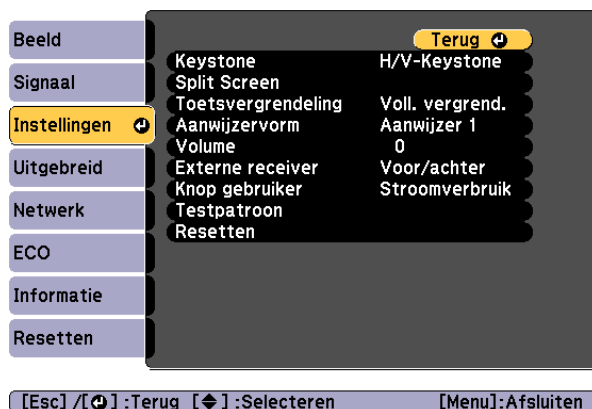 Beeld
Signaal
Instellingen
Uitgebreid
Netwerk
ECO
Informatie
Resetten
Terug
Keystone H/V-Keystone
Split Screen
Toetsvergrendeling Voll. vergrend.
Aanwijzervorm Aanwijzer 1
Volume 0
Externe receiver Voor/achter
Knop gebruiker Stroomverbruik
Testpatroon
Resetten
[Esc] /[ ] :Terug [ ] :Selecteren [Menu]:Afsluiten